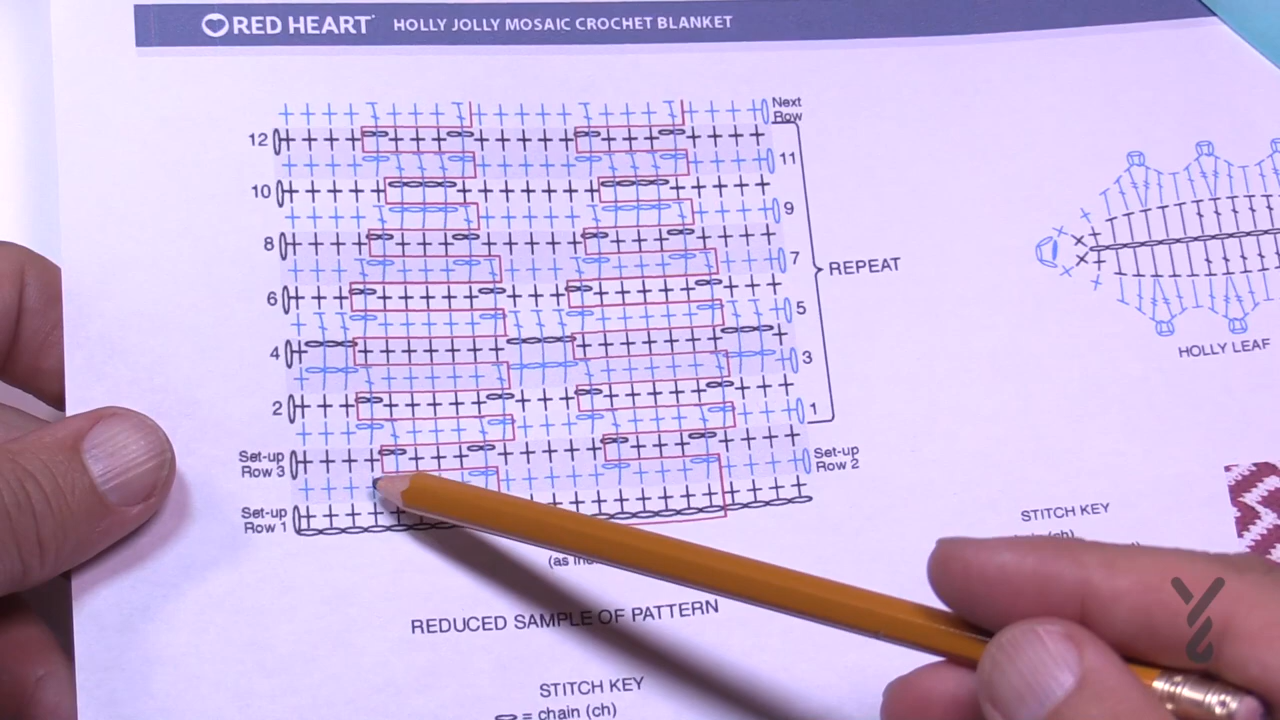 RED HEART HOLLY JOLLY MOSAIC CROCHET BLANKET
Next
Row
12
11
10
9
8
7
6
5
4
3
2
1
REPEAT
Set-up
Row 3
Set-up
Row 2
Set-up
Row 1
HOLLY LEAF
(as
REDUCED SAMPLE OF PATTERN
STITCH KEY
= chain (ch)
STITCH KEY
(ch)